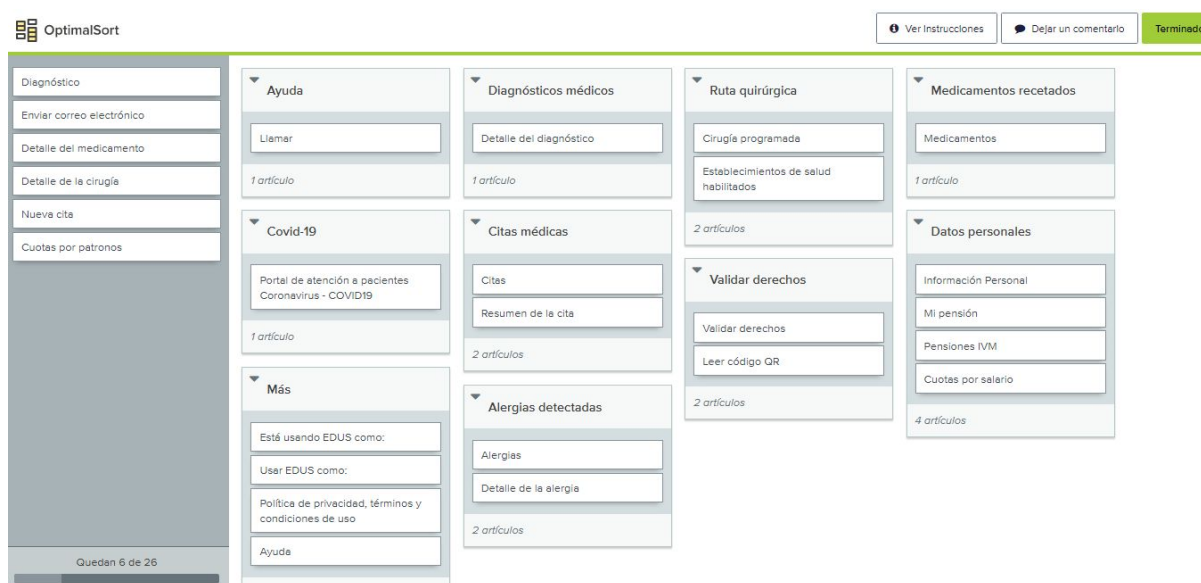 OptimalSort
Ver Instrucciones
Dejar un comentario
Terminado
Diagnóstico
Enviar correo electrónico
Detalle del medicamento
Detalle de la cirugía
Nueva cita
Cuotas por patronos
Quedan 6 de 26
Ayuda
Llamar
1 artículo
Covid-19
Portal de atención a pacientes
Coronavirus - COVID19
1 artículo
Más
Está usando EDUS como:
Usar EDUS como:
Política de privacidad, términos y
condiciones de uso
Ayuda
Diagnósticos médicos
Detalle del diagnóstico
1 artículo
Citas médicas
Citas
Resumen de la cita
2 artículos
Alergias detectadas
Alergias
Detalle de la alergia
2 artículos
Ruta quirúrgica
Cirugía programada
Establecimientos de salud
habilitados
2 artículos
Validar derechos
Validar derechos
Leer código QR
2 artículos
Medicamentos recetados
Medicamentos
1 artículo
Datos personales
Información Personal
Mi pensión
Pensiones IVM
Cuotas por salario
4 artículos